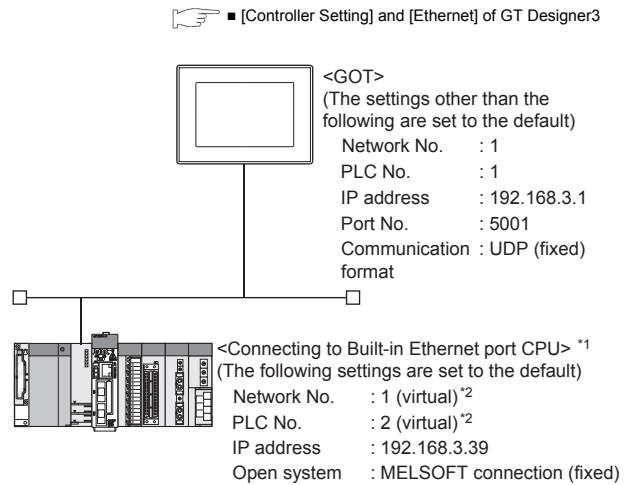 ■ [Controller Setting] and [Ethernet] of GT Designer3
<GOT>
(The settings other than the
following are set to the default)
Network No. : 1
PLC No. : 1
IP address : 192.168.3.1
Port No. : 5001
Communication : UDP (fixed)
format
<Connecting to Built-in Ethernet port CPU> *1
(The following settings are set to the default)
Network No. : 1 (virtual)*2
PLC No. : 2 (virtual)*2
IP address : 192.168.3.39
Open system : MELSOFT connection (fixed)